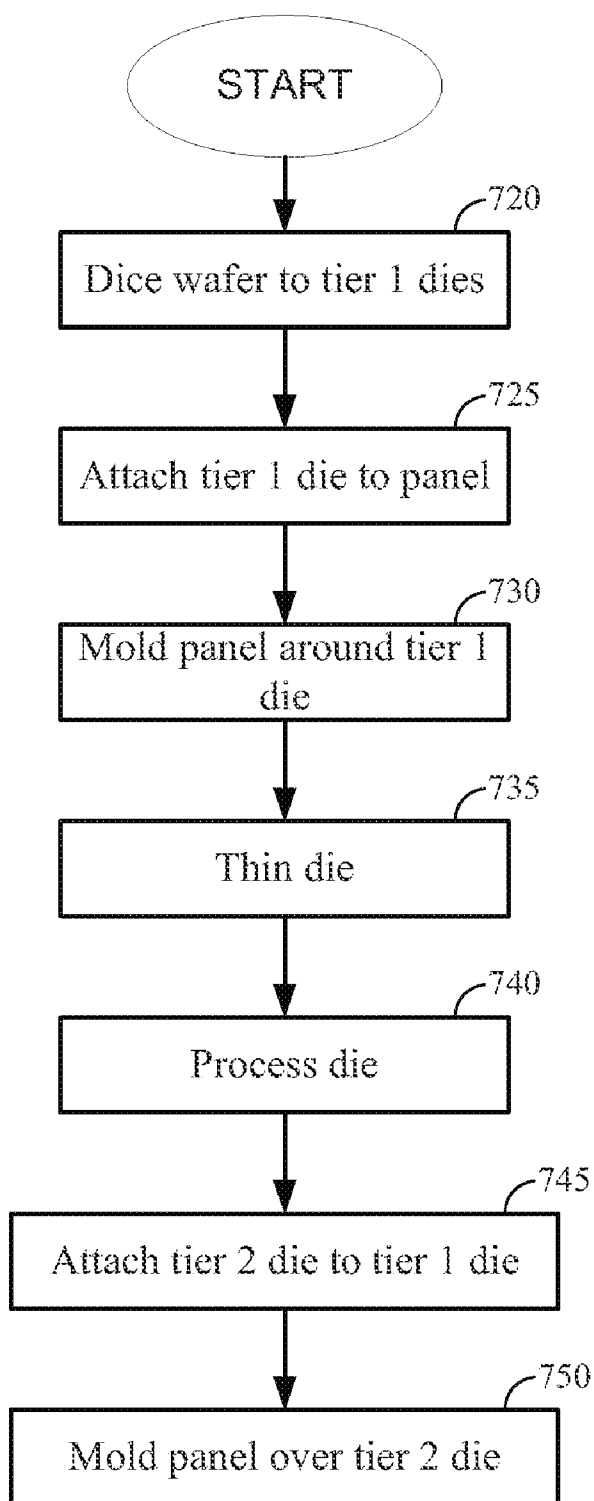 START
720
Dice wafer to tier 1 dies
725
Attach tier 1 die to panel
730
Mold panel around tier 1
die
735
Thin die
740
Process die
745
Attach tier 2 die to tier 1 die
750
Mold panel over tier 2 die